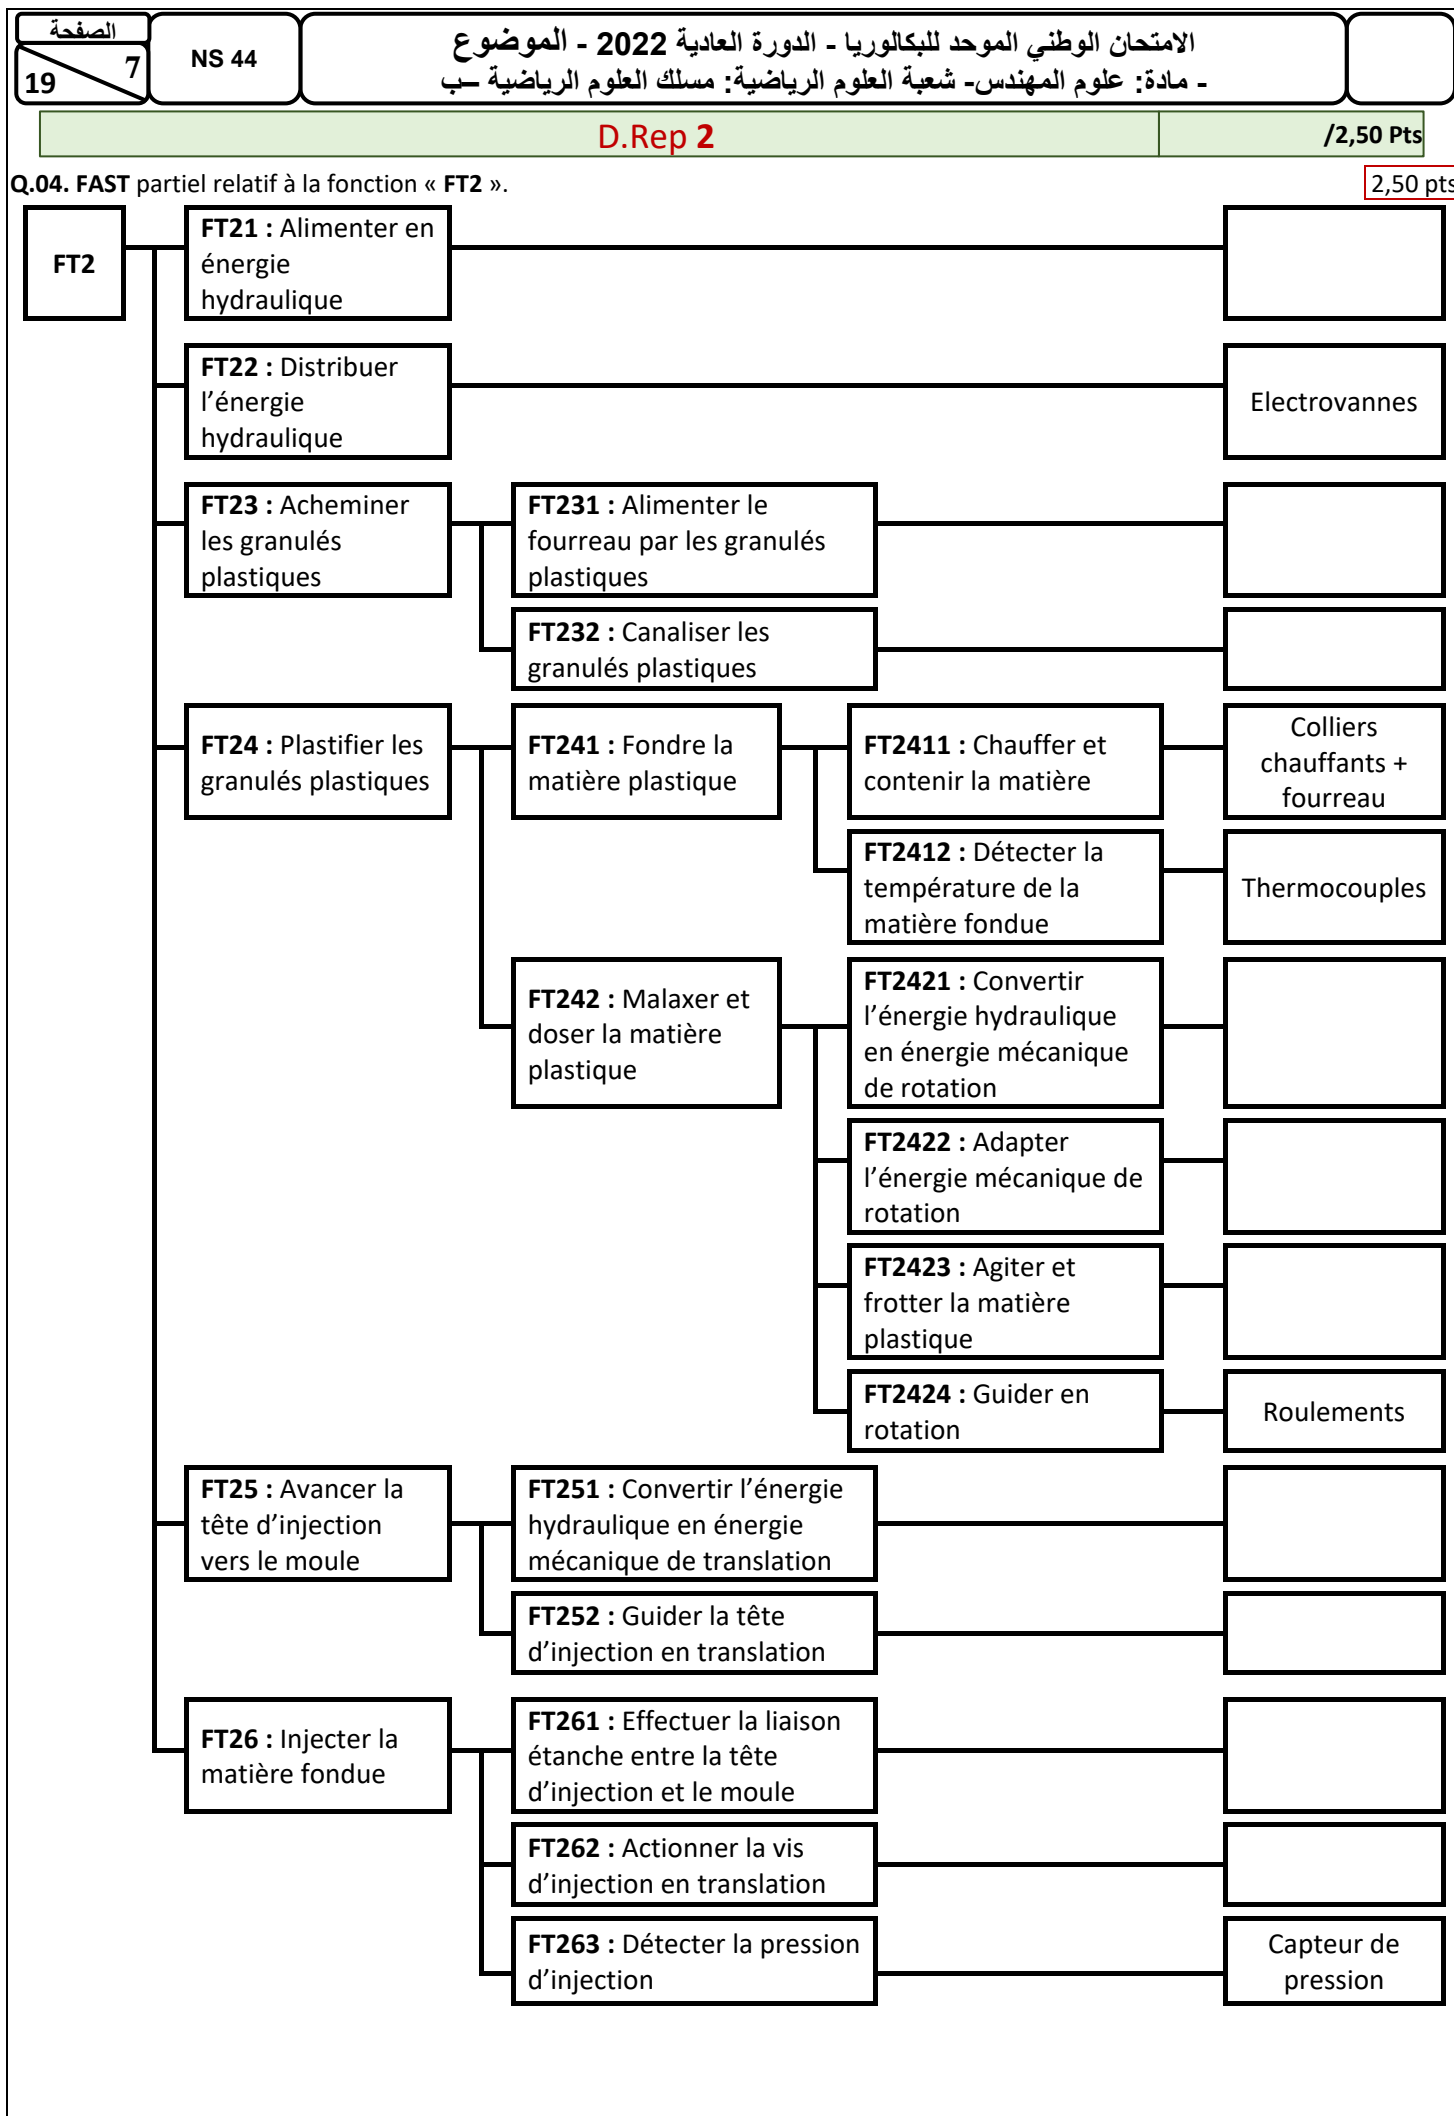 الصفحة
7
19
NS 44
الامتحان الوطني الموحد للبكالوريا - الدورة العادية 2022 - الموضوع
- مادة: علوم المهندس- شعبة العلوم الرياضية: مسلك العلوم الرياضية –ب
D.Rep 2
/2,50 Pts
Q.04. FAST partiel relatif à la fonction « FT2 ».
2,50 pts
FT2
FT21 : Alimenter en
énergie
hydraulique
FT22 : Distribuer
l’énergie
hydraulique
Electrovannes
FT23 : Acheminer
les granulés
plastiques
FT231 : Alimenter le
fourreau par les granulés
plastiques
FT232 : Canaliser les
granulés plastiques
FT24 : Plastifier les
granulés plastiques
FT241 : Fondre la
matière plastique
FT2411 : Chauffer et
contenir la matière
Colliers
chauffants +
fourreau
FT2412 : Détecter la
température de la
matière fondue
Thermocouples
FT242 : Malaxer et
doser la matière
plastique
FT2421 : Convertir
l’énergie hydraulique
en énergie mécanique
de rotation
FT2422 : Adapter
l’énergie mécanique de
rotation
FT2423 : Agiter et
frotter la matière
plastique
FT2424 : Guider en
rotation
Roulements
FT25 : Avancer la
tête d’injection
vers le moule
FT251 : Convertir l’énergie
hydraulique en énergie
mécanique de translation
FT252 : Guider la tête
d’injection en translation
FT26 : Injecter la
matière fondue
FT261 : Effectuer la liaison
étanche entre la tête
d’injection et le moule
FT262 : Actionner la vis
d’injection en translation
FT263 : Détecter la pression
d’injection
Capteur de
pression